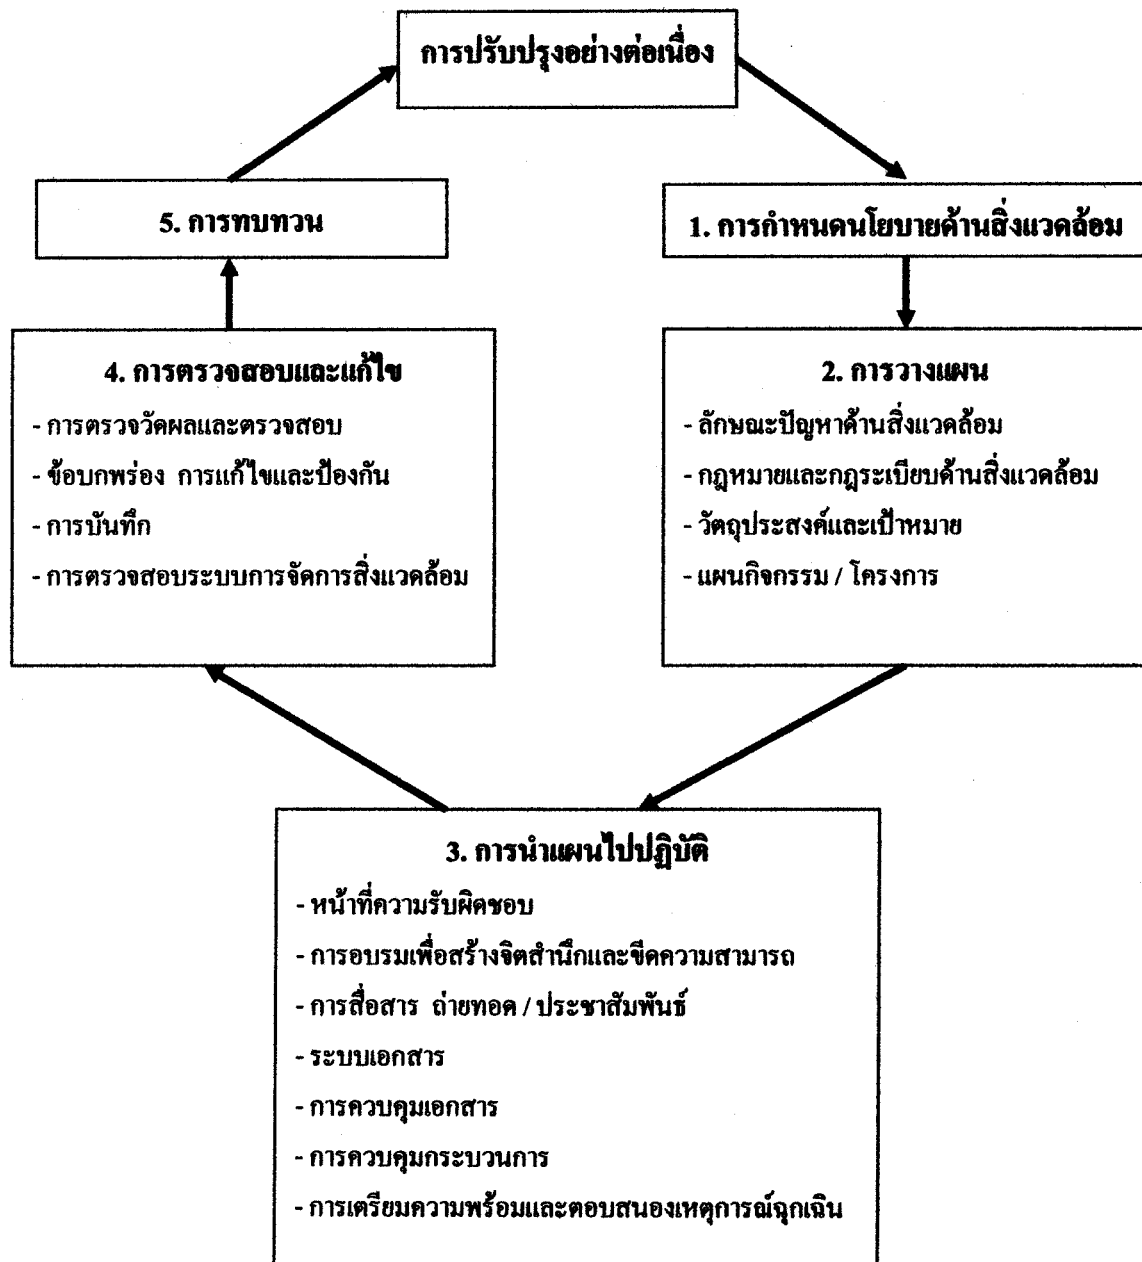 การปรับปรุงอย่างต่อเนื่อง
5. การทบทวน
1. การกำหนดนโยบายด้านสิ่งแวดล้อม
4. การตรวจสอบและแก้ไข
- การตรวจวัดผลและตรวจสอบ
- ข้อบกพร่อง การแก้ไขและป้องกัน
- การบันทึก
- การตรวจสอบระบบการจัดการสิ่งแวดล้อม
2. การวางแผน
- ลักษณะปัญหาด้านสิ่งแวดล้อม
- กฎหมายและกฎระเบียบด้านสิ่งแวดล้อม
- วัตถุประสงค์และเป้าหมาย
- แผนกิจกรรม / โครงการ
3. การนำแผนไปปฏิบัติ
- หน้าที่ความรับผิดชอบ
- การอบรมเพื่อสร้างจิตสำนึกและขีดความสามารถ
- การสื่อสาร ถ่ายทอด / ประชาสัมพันธ์
- ระบบเอกสาร
- การควบคุมเอกสาร
- การควบคุมกระบวนการ
- การเตรียมความพร้อมและตอบสนองเหตุการณ์ฉุกเฉิน